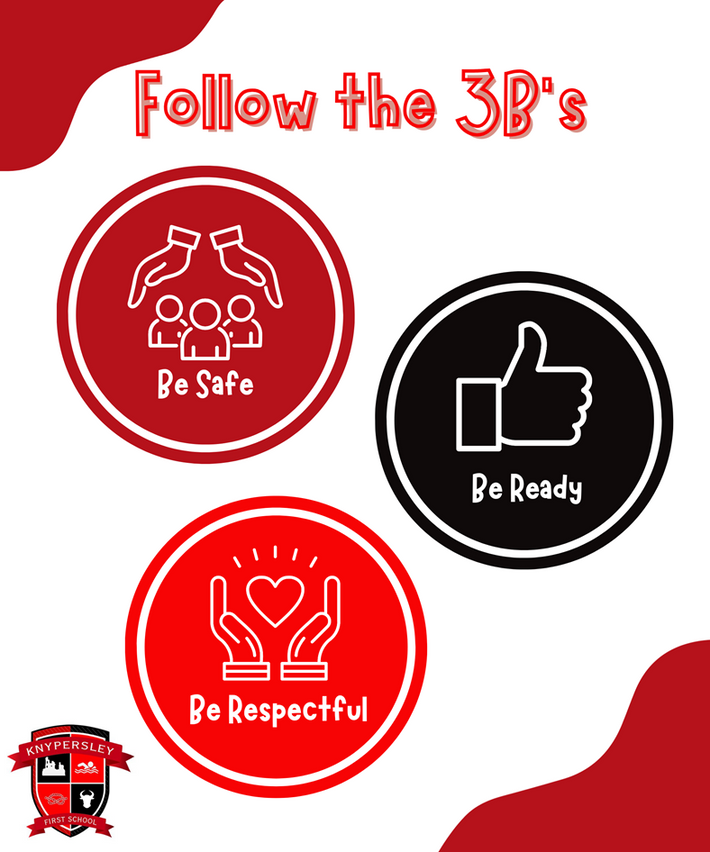 Follow the 3B's
Be Safe
Be Ready
Be Respectful
KNYPERSLEY
FIRST SCHOOL